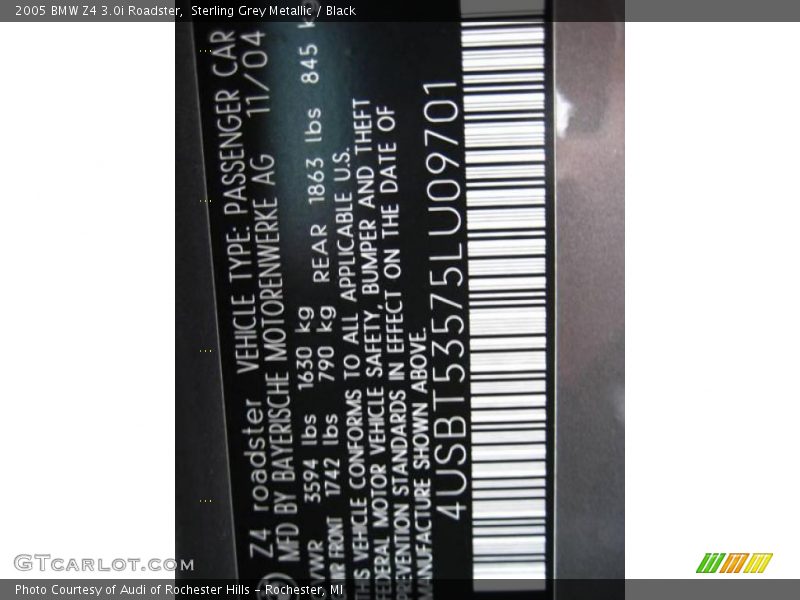 2005 BMW Z4 3.0i Roadster, Sterling Grey Metallic / Black
Z4 roadster VEHICLE TYPE: PASSENGER CAR
MFD BY BAYERISCHE MOTORENWERKE AG 11/04
GVWR 3594 lbs 1630 kg
FRONT 1742 lbs 790 kg REAR 1863 lbs 845
THIS VEHICLE CONFORMS TO ALL APPLICABLE U.S.
FEDERAL MOTOR VEHICLE SAFETY, BUMPER AND THEFT
PREVENTION STANDARDS IN EFFECT ON THE DATE OF
MANUFACTURE SHOWN ABOVE.
4USBT53575LU09701
GTcarlot.com
Photo Courtesy of Audi of Rochester Hills - Rochester, MI